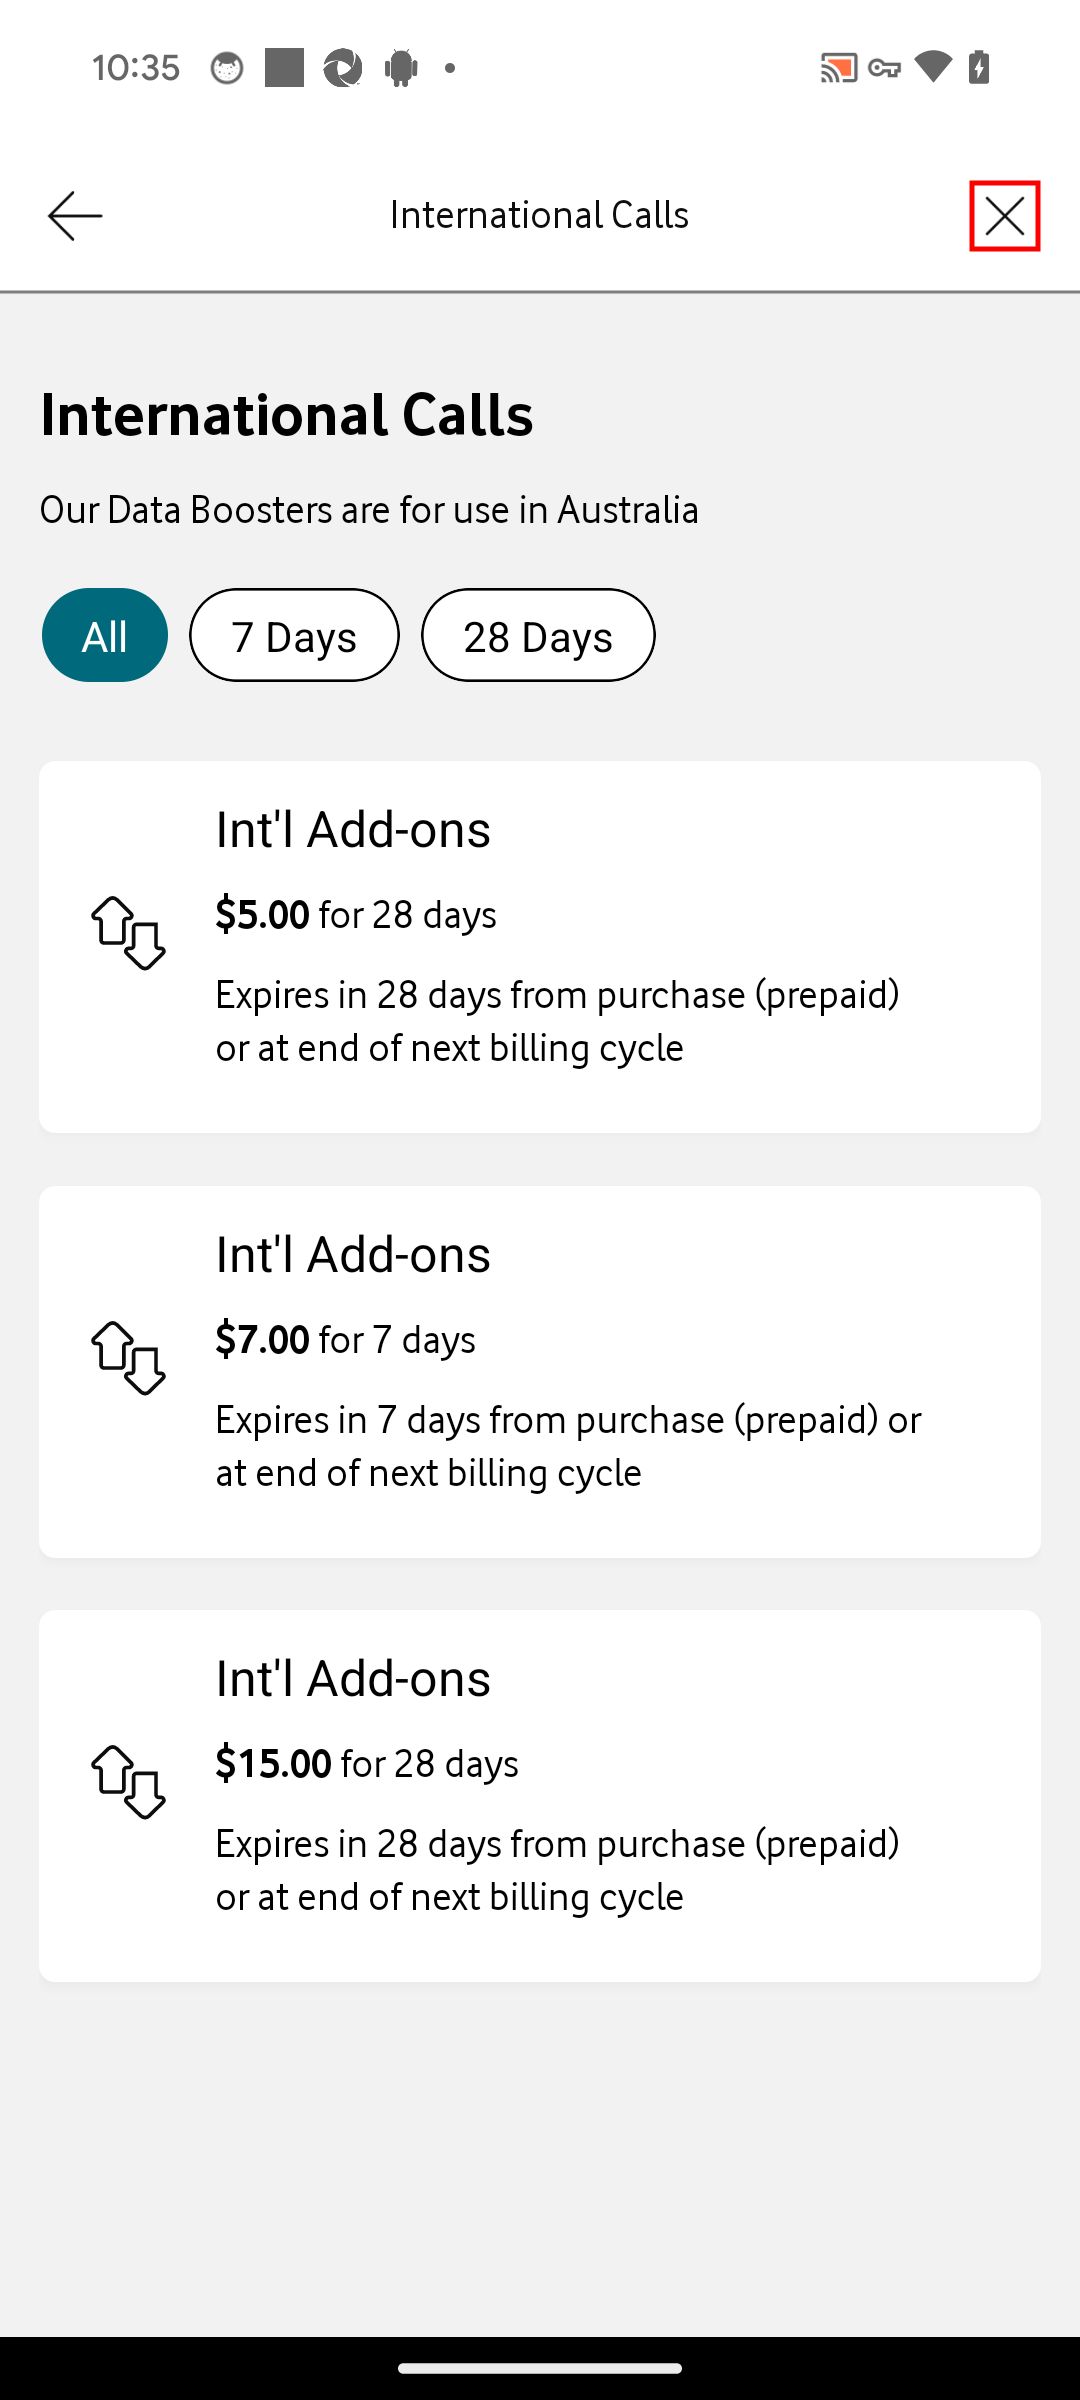 10:35
International Calls
International Calls
Our Data Boosters are for use in Australia
All
7 Days
28 Days
Int'l Add-ons
$5.00 for 28 days
Expires in 28 days from purchase (prepaid)
or at end of next billing cycle
Int'l Add-ons
$7.00 for 7 days
Expires in 7 days from purchase (prepaid) or
at end of next billing cycle
Int'l Add-ons
$15.00 for 28 days
Expires in 28 days from purchase (prepaid)
or at end of next billing cycle